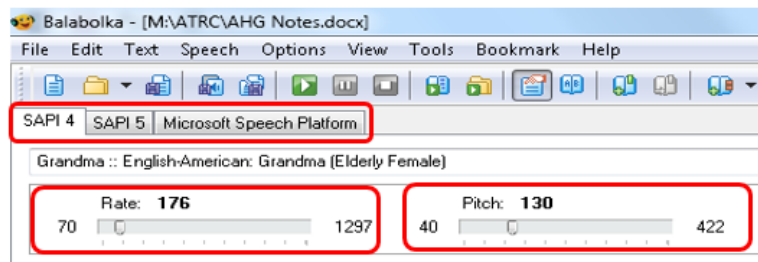 Balabolka - [M:\ATRC\AHG Notes.docx]
File Edit Text Speech Options View Tools Bookmark Help
SAPI 4 SAPI 5 Microsoft Speech Platform
Grandma :: English-American: Grandma (Elderly Female)
Rate: 176 Pitch: 130
70 1297 40 422